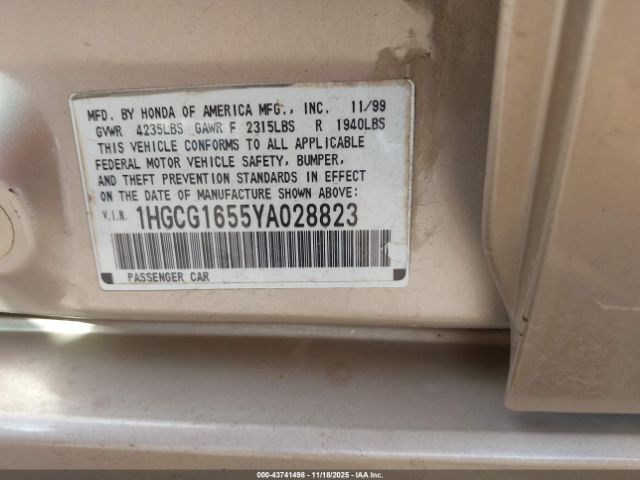 MFD. BY HONDA OF AMERICA MFG., INC. 11/99
GVWR 4235LBS GAWR F 2315LBS R 1940LBS
THIS VEHICLE CONFORMS TO ALL APPLICABLE
FEDERAL MOTOR VEHICLE SAFETY, BUMPER,
AND THEFT PREVENTION STANDARDS IN EFFECT
ON THE DATE OF MANUFACTURE SHOWN ABOVE:
V.I.N. 1HGCG1655YA028823
PASSENGER CAR
00-43741498 - 11/18/2025 - IAA Inc.